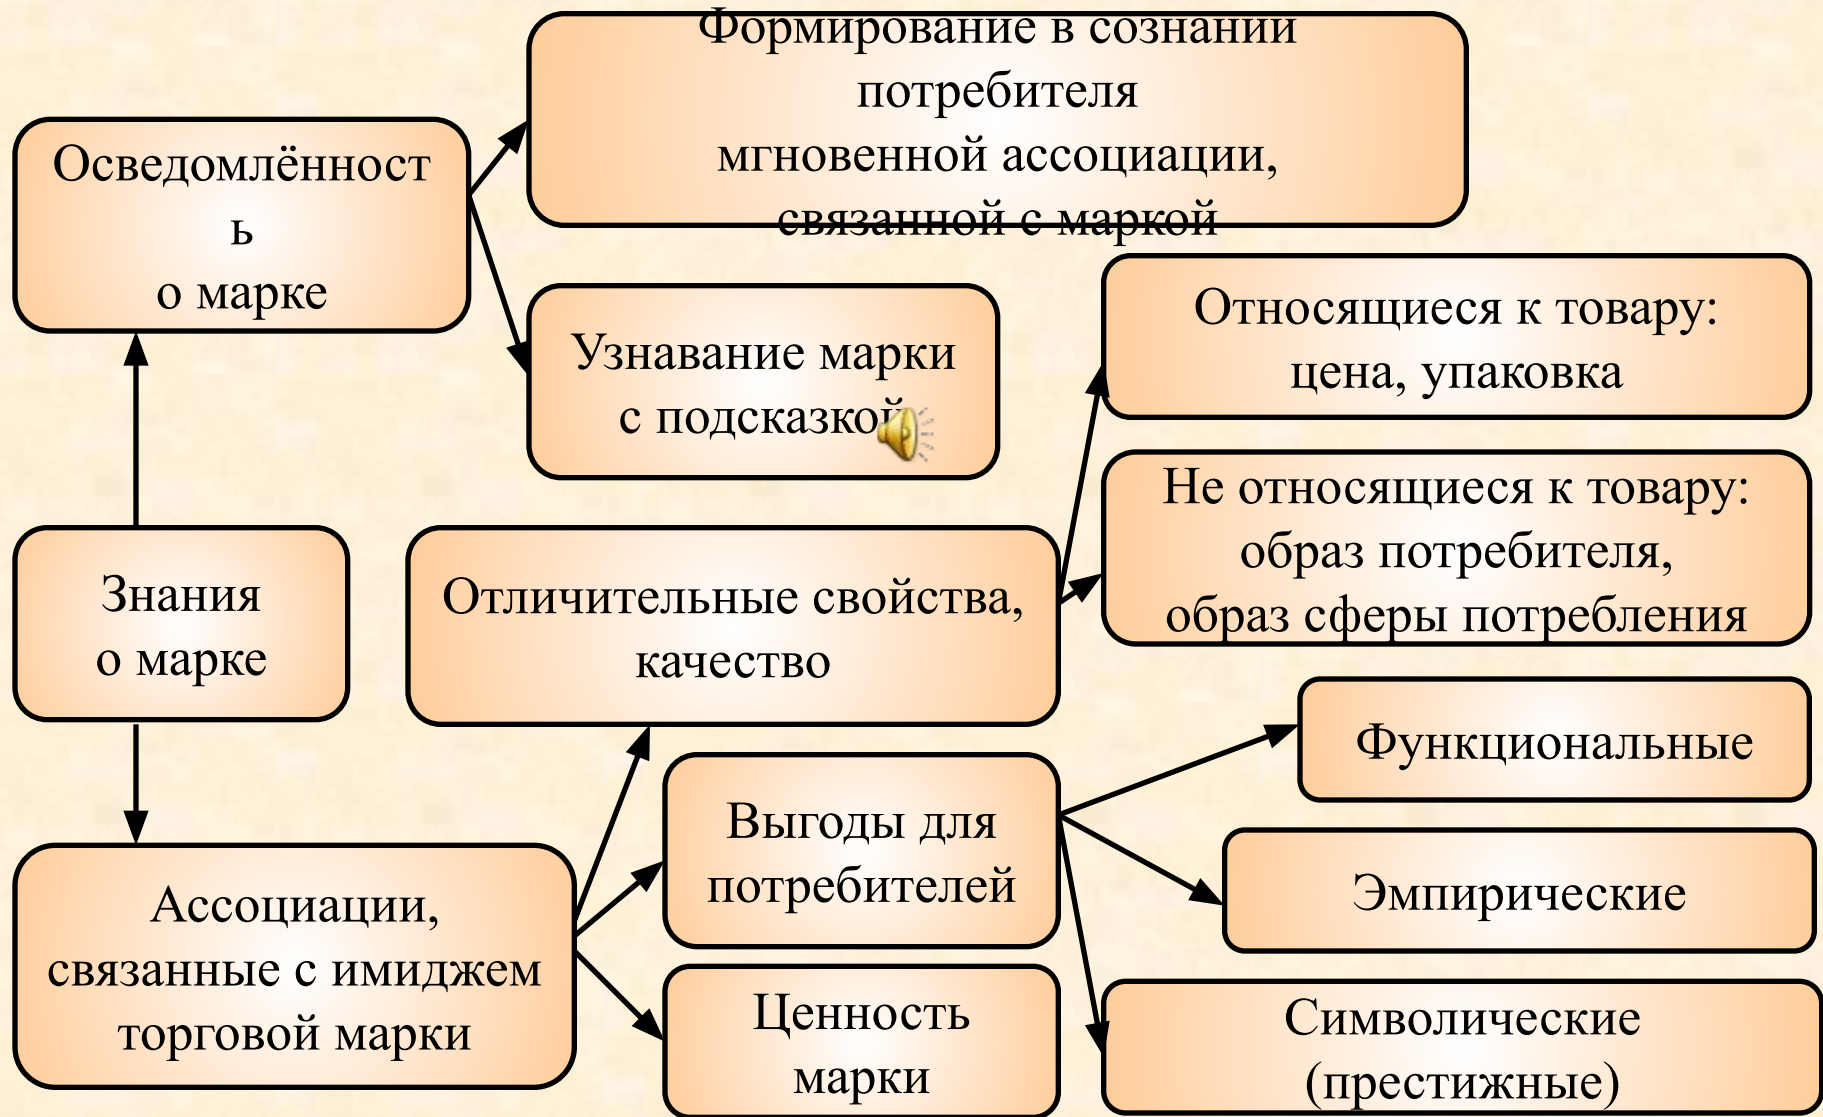 Формирование в сознании
потребителя
мгновенной ассоциации,
связанной с маркой
Осведомлённост
ь
о марке
Узнавание марки
с подсказкой
Относящиеся к товару:
цена, упаковка
Не относящиеся к товару:
образ потребителя,
образ сферы потребления
Знания
о марке
Отличительные свойства,
качество
Функциональные
Выгоды для
потребителей
Эмпирические
Ассоциации,
связанные с имиджем
торговой марки
Ценность
марки
Символические
(престижные)